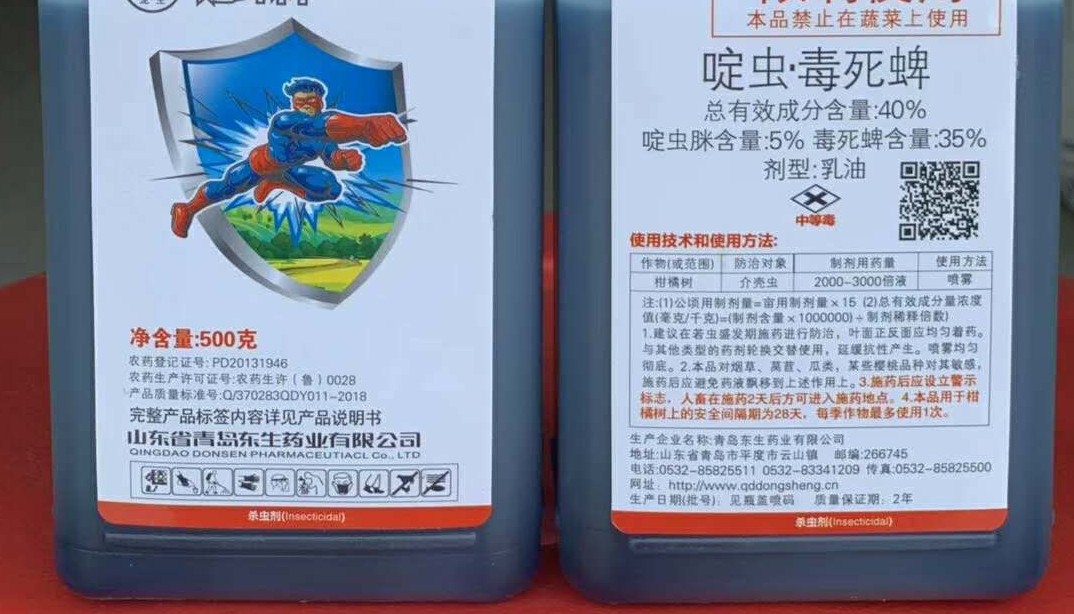 净含量:500克
农药登记证号: PD20131946
农药生产许可证号:农药生许（鲁）0028
产品质量标准号:Q/370283QDY011-2018
完整产品标签内容详见产品说明书
山东省青岛东生药业有限公司
QINGDAO DONSEN PHARMACEUTIACL Co., LTD
杀虫剂(Insecticidal)
本品禁止在蔬菜上使用
啶虫·毒死蜱
总有效成分含量:40%
啶虫脒含量:5% 毒死蜱含量:35%
剂型:乳油
中等毒
使用技术和使用方法:
作物(或范围) 防治对象 制剂用药量 使用方法
柑橘树 介壳虫 2000-3000倍液 喷雾
注:(1)公顷用制剂量=亩用制剂量×15 (2)总有效成分量浓度
值(毫克/千克)=(制剂含量×1000000)÷制剂稀释倍数)
1.建议在若虫盛发期施药进行防治，叶面正反面应均匀着药。
与其他类型的药剂轮换交替使用，延缓抗性产生。喷雾均匀
彻底。2.本品对烟草、莴苣、瓜类，某些樱桃品种对其敏感，
施药后应避免药液飘移到上述作用上。3.施药后应设立警示
标志，人畜在施药2天后方可进入施药地点。4.本品用于柑
橘树上的安全间隔期为28天，每季作物最多使用1次。
生产企业名称:青岛东生药业有限公司
地址:山东省青岛市平度市云山镇 邮编:266745
电话:0532-85825511 0532-83341209 传真:0532-85825500
网址: http://www.qddongsheng.cn
生产日期(批号): 见瓶盖喷码 质量保证期: 2年
杀虫剂(Insecticidal)